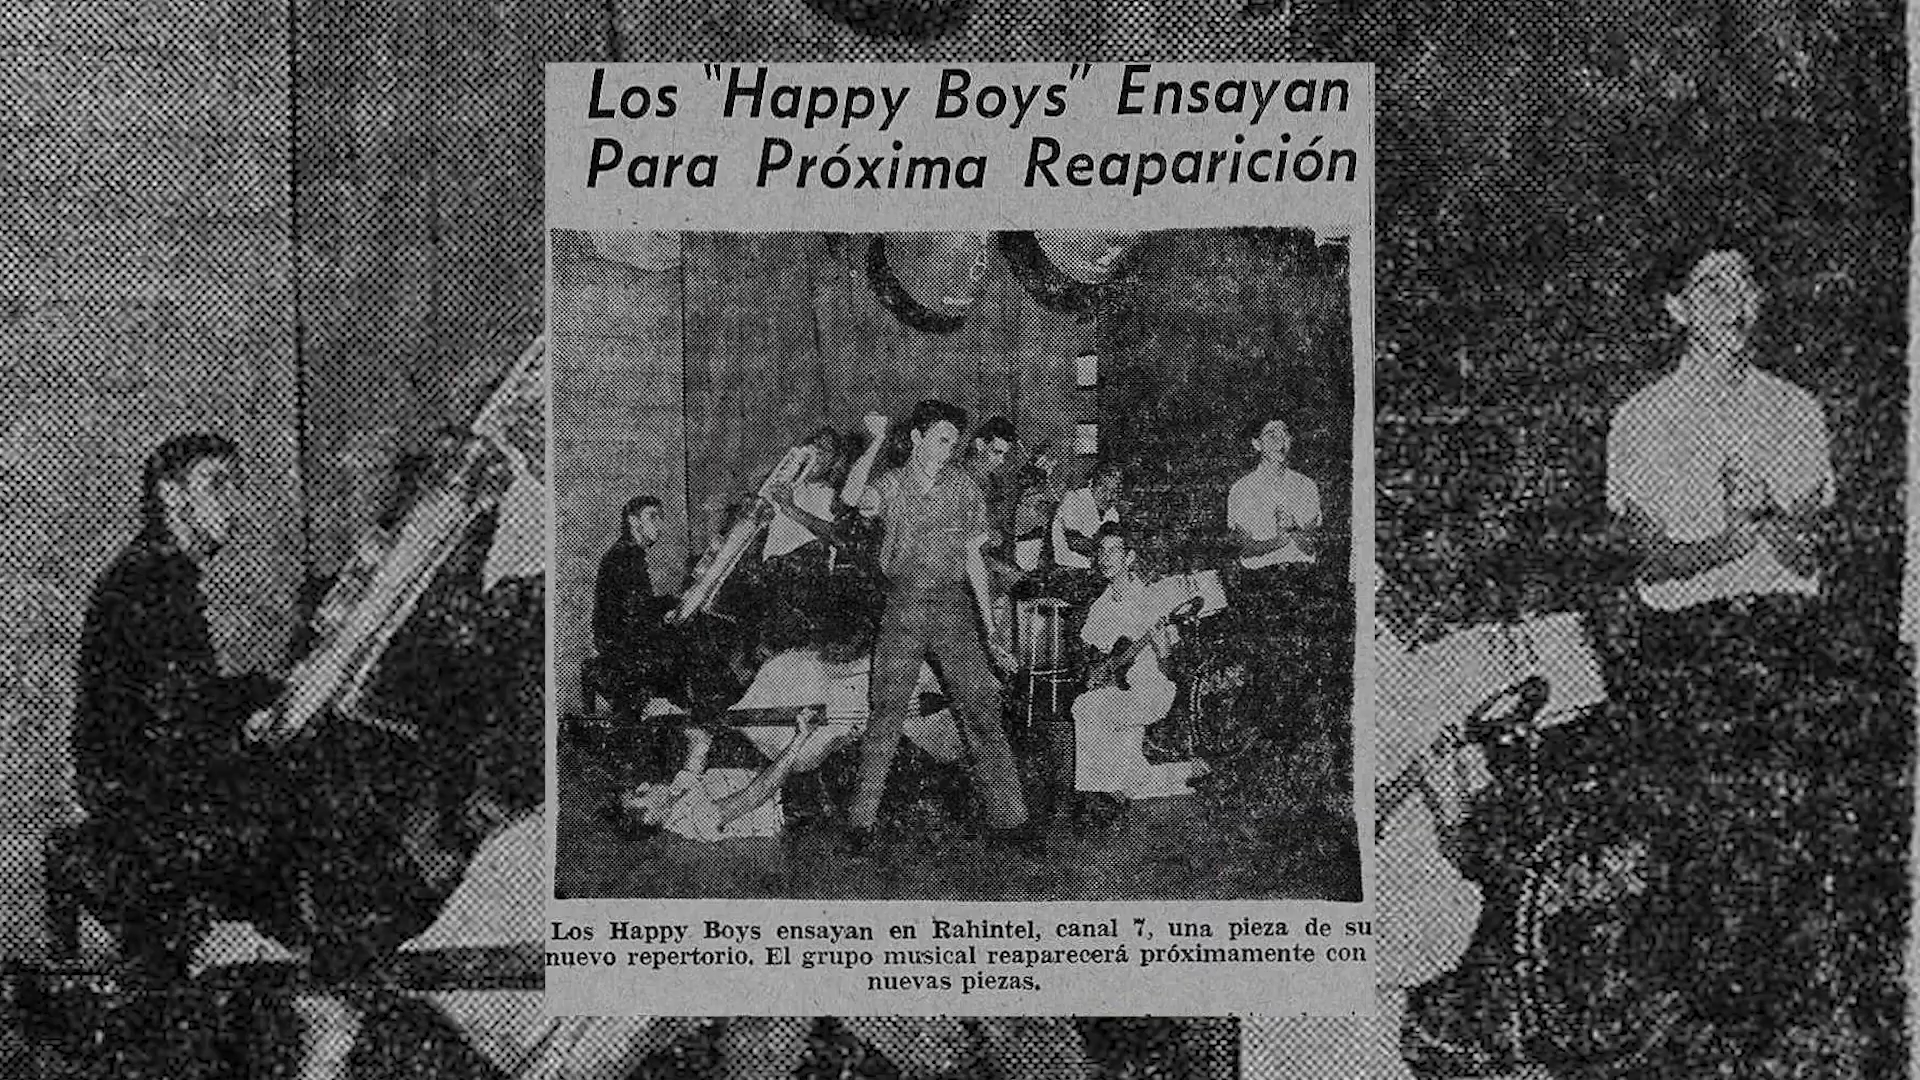 Los "Happy Boys" Ensayan
Para Próxima Reaparición
Los Happy Boys ensayan en Rahintel, canal 7, una pieza de su
nuevo repertorio. El grupo musical reaparecerá próximamente con
nuevas piezas.